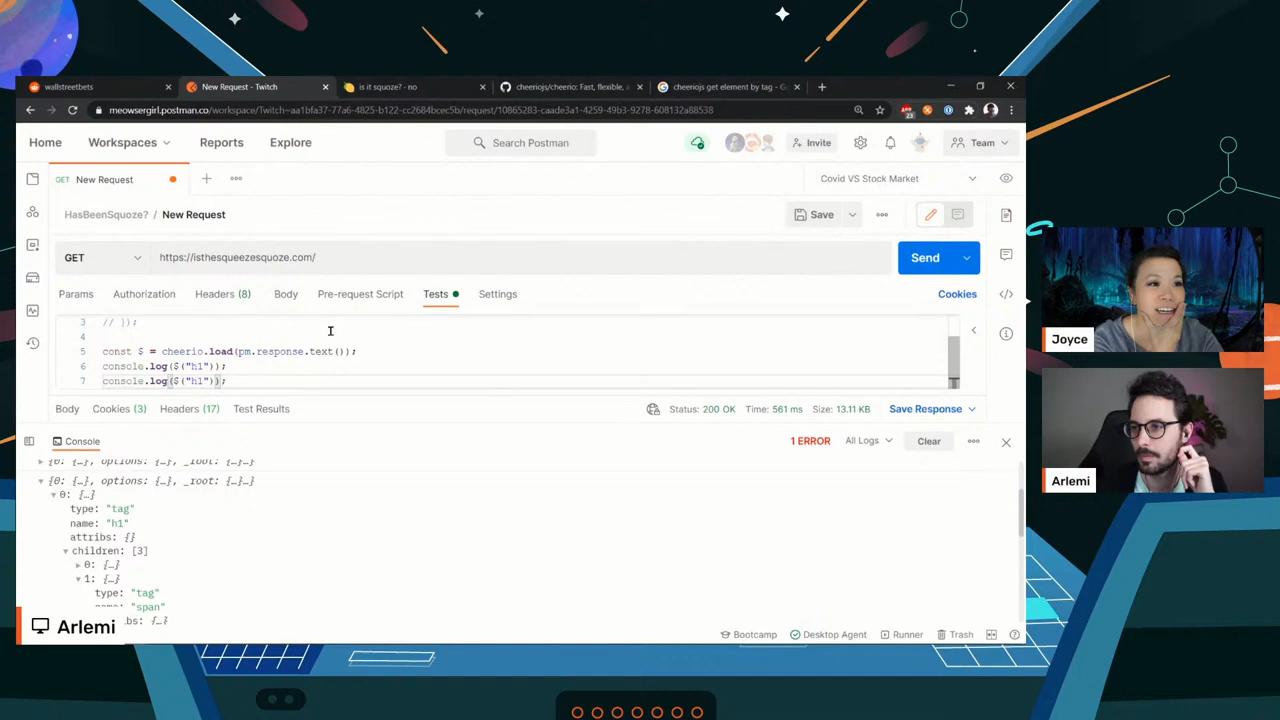 wallstreetbets
New Request - Twitch
is it squoze? - no
cheeriojs/cheerio: Fast, flexible,
cheeriojs get element by tag - G
meowsergirl.postman.co/workspace/Twitch~aa1bfa37-77a6-4825-b122-cc2684bcec5b/request/10865283-caade3a1-4259-49b3-9278-608132a88538
23
Home
Workspaces
Reports
Explore
Search Postman
Invite
Team
GET New Request
Covid VS Stock Market
HasBeenSquoze? / New Request
Save
GET
https://isthesqueezesquoze.com/
Send
Params
Authorization
Headers (8)
Body
Pre-request Script
Tests
Settings
Cookies
3 // });
4
5 const $ = cheerio.load(pm.response.text());
6 console.log($("h1"));
7 console.log($("h1"));
Body
Cookies (3)
Headers (17)
Test Results
Status: 200 OK
Time: 561 ms
Size: 13.11 KB
Save Response
Console
1 ERROR
All Logs
Clear
{0: {…}, options: {…}, _root: {…}…}
{0: {…}, options: {…}, _root: {…}…}
0: {…}
type: "tag"
name: "h1"
attribs: {}
children: [3]
0: {…}
1: {…}
type: "tag"
name: "span"
ibs: {…}
Bootcamp
Desktop Agent
Runner
Trash
Arlemi
Joyce
Arlemi